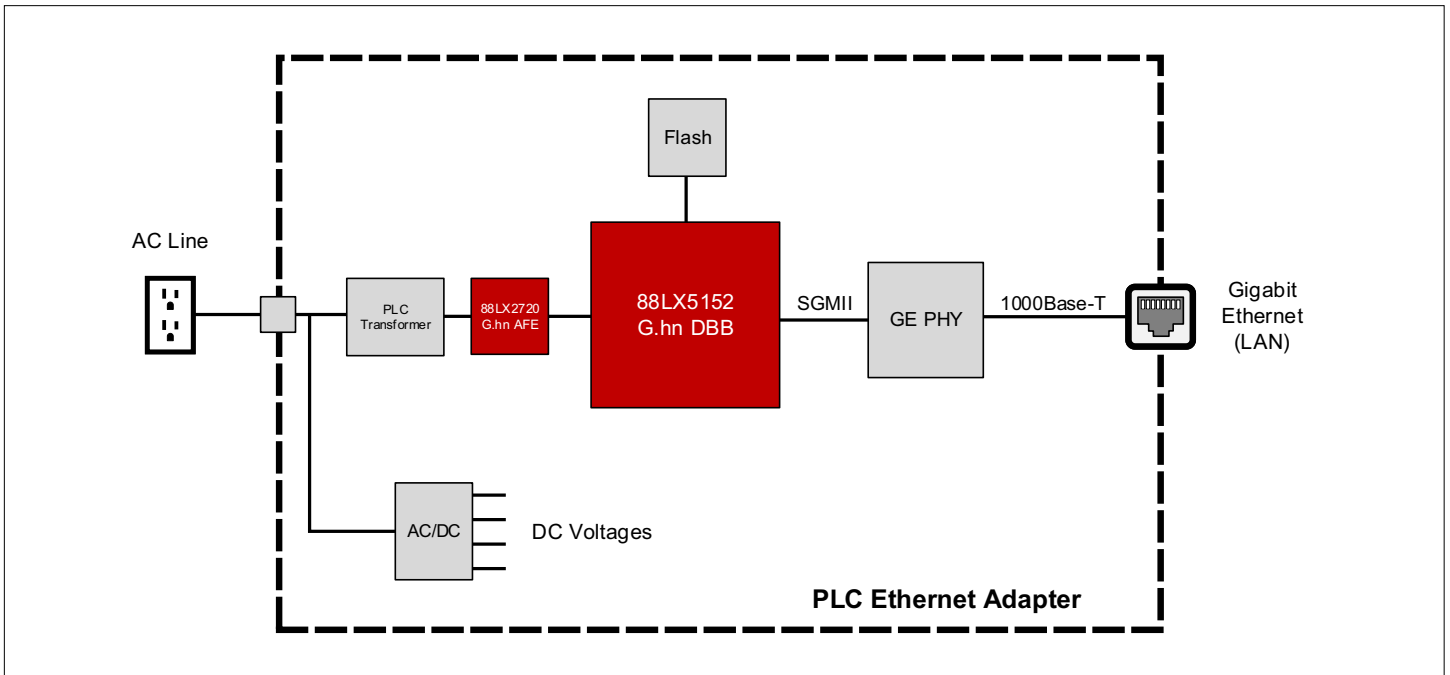 Flash
AC Line
PLC
Transformer
88LX2720
G.hn AFE
88LX5152
G.hn DBB
SGMII
GE PHY
1000Base-T
Gigabit
Ethernet
(LAN)
AC/DC
DC Voltages
PLC Ethernet Adapter